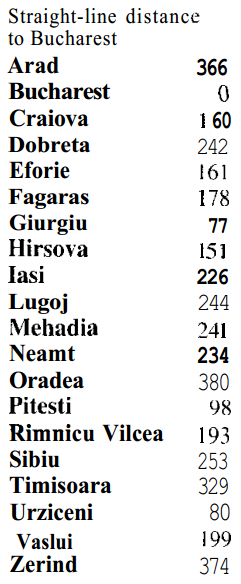 Straight-line distance
to Bucharest
Arad 366
Bucharest 0
Craiova 160
Dobreta 242
Eforie 161
Fagaras 178
Giurgiu 77
Hirsova 151
Iasi 226
Lugoj 244
Mehadia 241
Neamt 234
Oradea 380
Pitesti 98
Rimnicu Vilcea 193
Sibiu 253
Timisoara 329
Urziceni 80
Vaslui 199
Zerind 374